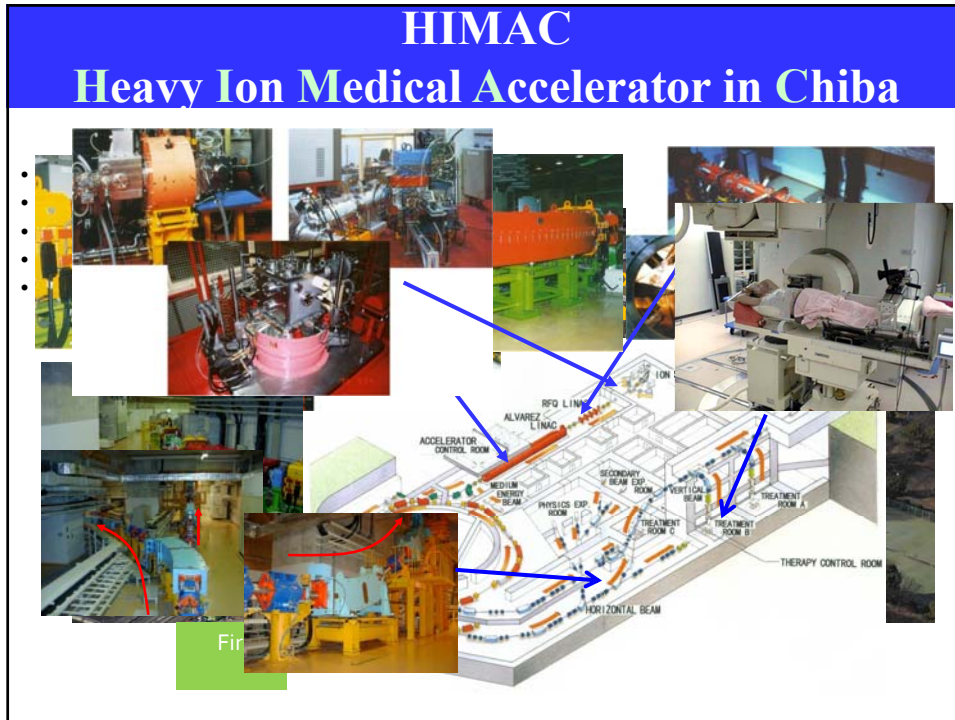 HIMAC
Heavy Ion Medical Accelerator in Chiba
ION
RFQ LINAC
ALVAREZ
LINAC
ACCELERATOR
CONTROL ROOM
MEDIUM
ENERGY
BEAM
SECONDARY
BEAM EXP.
ROOM
PHYSICS EXP.
ROOM
VERTICAL
BEAM
TREATMENT
ROOM A
TREATMENT
ROOM B
TREATMENT
ROOM C
THERAPY CONTROL ROOM
HORIZONTAL BEAM